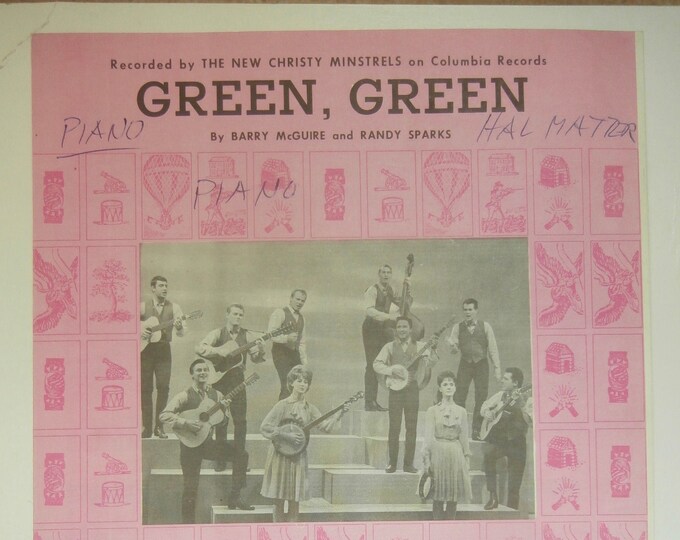 Recorded by THE NEW CHRISTY MINSTRELS on Columbia Records
GREEN, GREEN
PIANO
By BARRY McGUIRE and RANDY SPARKS
HAL MATTER
PIANO